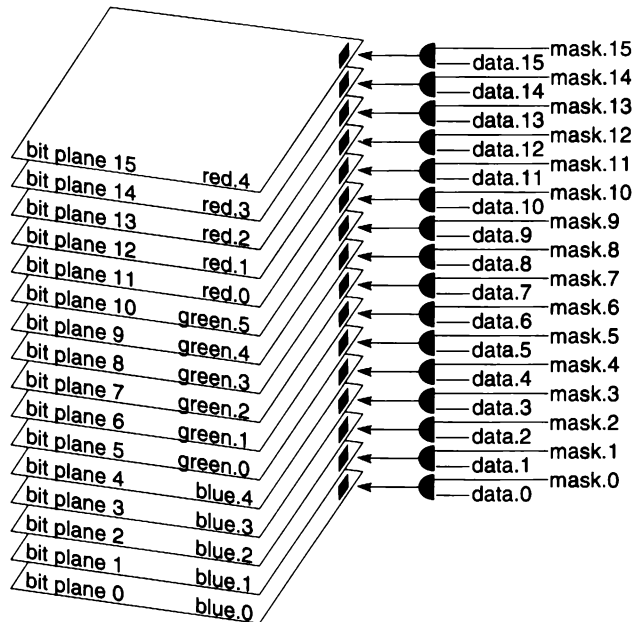 mask.15
data.15
mask.14
data.14
mask.13
data.13
mask.12
data.12
mask.11
data.11
mask.10
data.10
mask.9
data.9
mask.8
data.8
mask.7
data.7
mask.6
data.6
mask.5
data.5
mask.4
data.4
mask.3
data.3
mask.2
data.2
mask.1
data.1
mask.0
data.0
bit plane 15 red.4
bit plane 14 red.3
bit plane 13 red.2
bit plane 12 red.1
bit plane 11 red.0
bit plane 10 green.5
bit plane 9 green.4
bit plane 8 green.3
bit plane 7 green.2
bit plane 6 green.1
bit plane 5 green.0
bit plane 4 blue.4
bit plane 3 blue.3
bit plane 2 blue.2
bit plane 1 blue.1
bit plane 0 blue.0